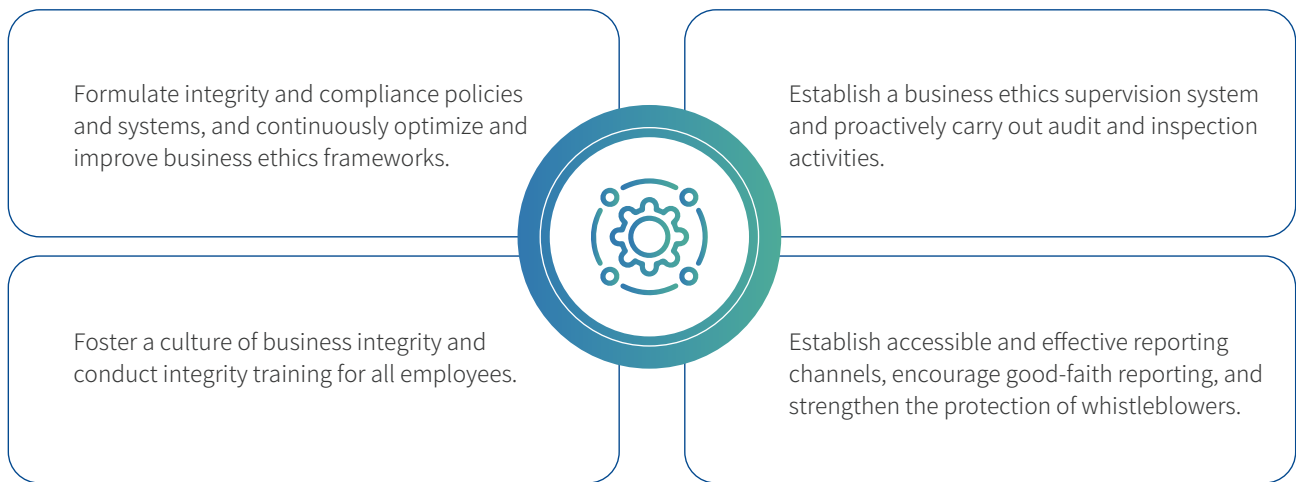 Formulate integrity and compliance policies
and systems, and continuously optimize and
improve business ethics frameworks.
Establish a business ethics supervision system
and proactively carry out audit and inspection
activities.
Foster a culture of business integrity and
conduct integrity training for all employees.
Establish accessible and effective reporting
channels, encourage good-faith reporting, and
strengthen the protection of whistleblowers.